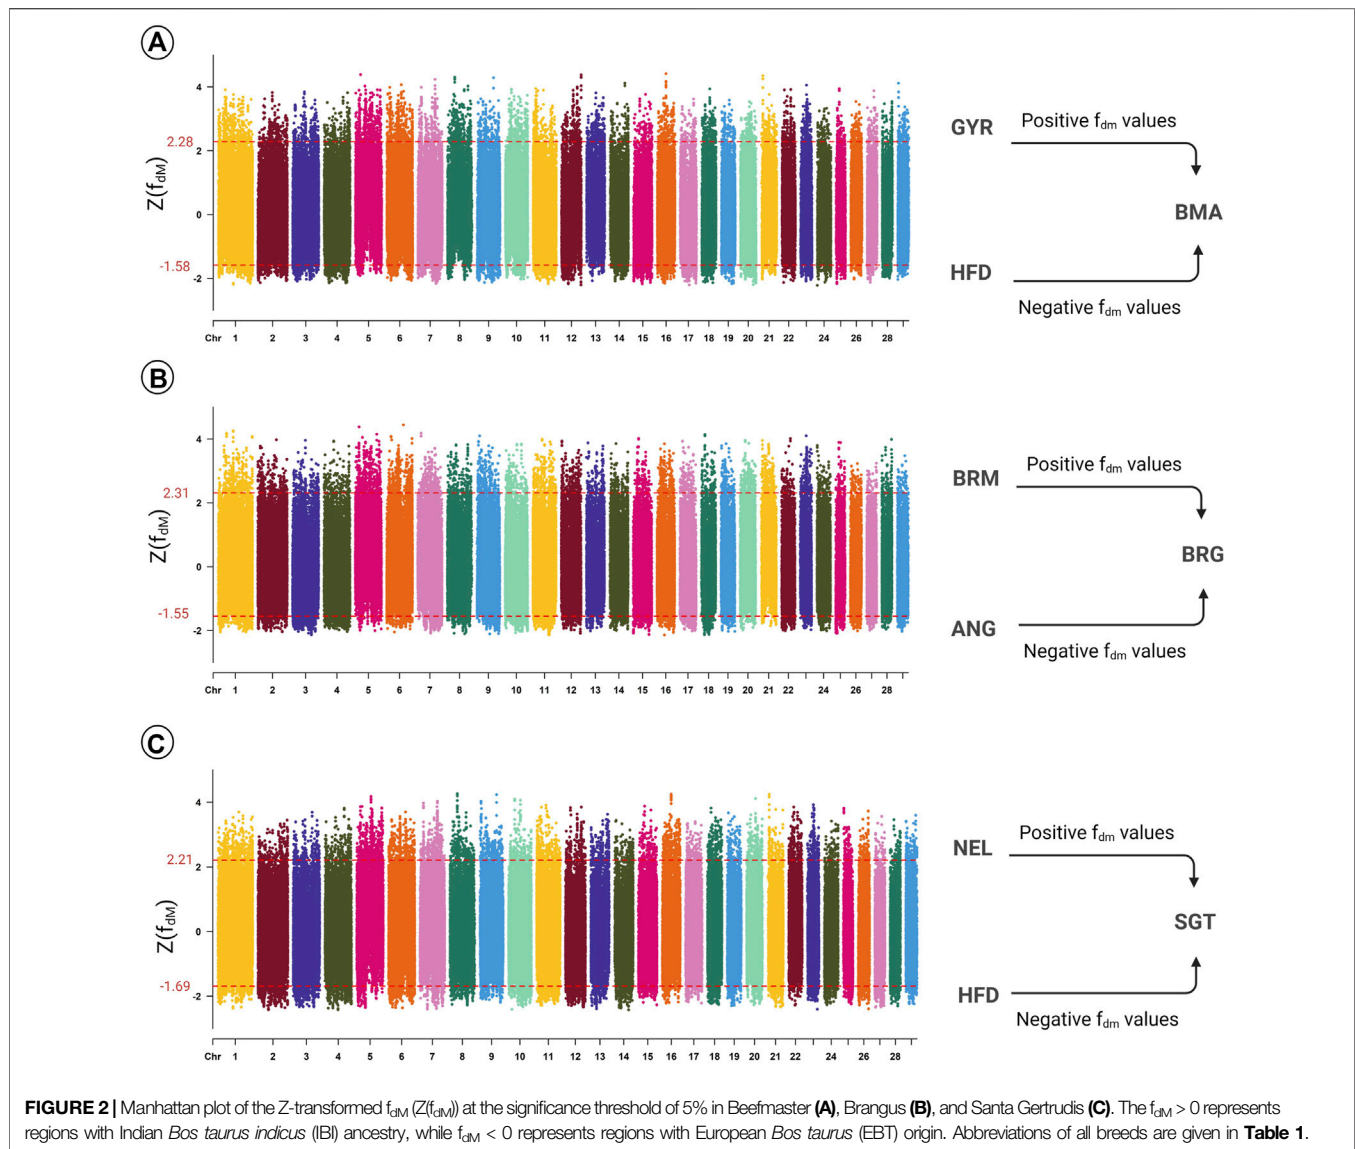 A
4
2.28
2
Z(fdM)
0
-1.58
-2
Chr 1 2 3 4 5 6 7 8 9 10 11 12 13 14 15 16 17 18 19 20 21 22 24 26 28
GYR
Positive fdm values
BMA
HFD
Negative fdm values
B
4
2.31
2
Z(fdM)
0
-1.55
-2
Chr 1 2 3 4 5 6 7 8 9 10 11 12 13 14 15 16 17 18 19 20 21 22 24 26 28
BRM
Positive fdm values
BRG
ANG
Negative fdm values
C
4
2.21
2
Z(fdM)
0
-1.69
-2
Chr 1 2 3 4 5 6 7 8 9 10 11 12 13 14 15 16 17 18 19 20 21 22 24 26 28
NEL
Positive fdm values
SGT
HFD
Negative fdm values
FIGURE 2 | Manhattan plot of the Z-transformed fdM (Z(fdM)) at the significance threshold of 5% in Beefmaster (A), Brangus (B), and Santa Gertrudis (C). The fdM > 0 represents
regions with Indian Bos taurus indicus (IBI) ancestry, while fdM < 0 represents regions with European Bos taurus (EBT) origin. Abbreviations of all breeds are given in Table 1.